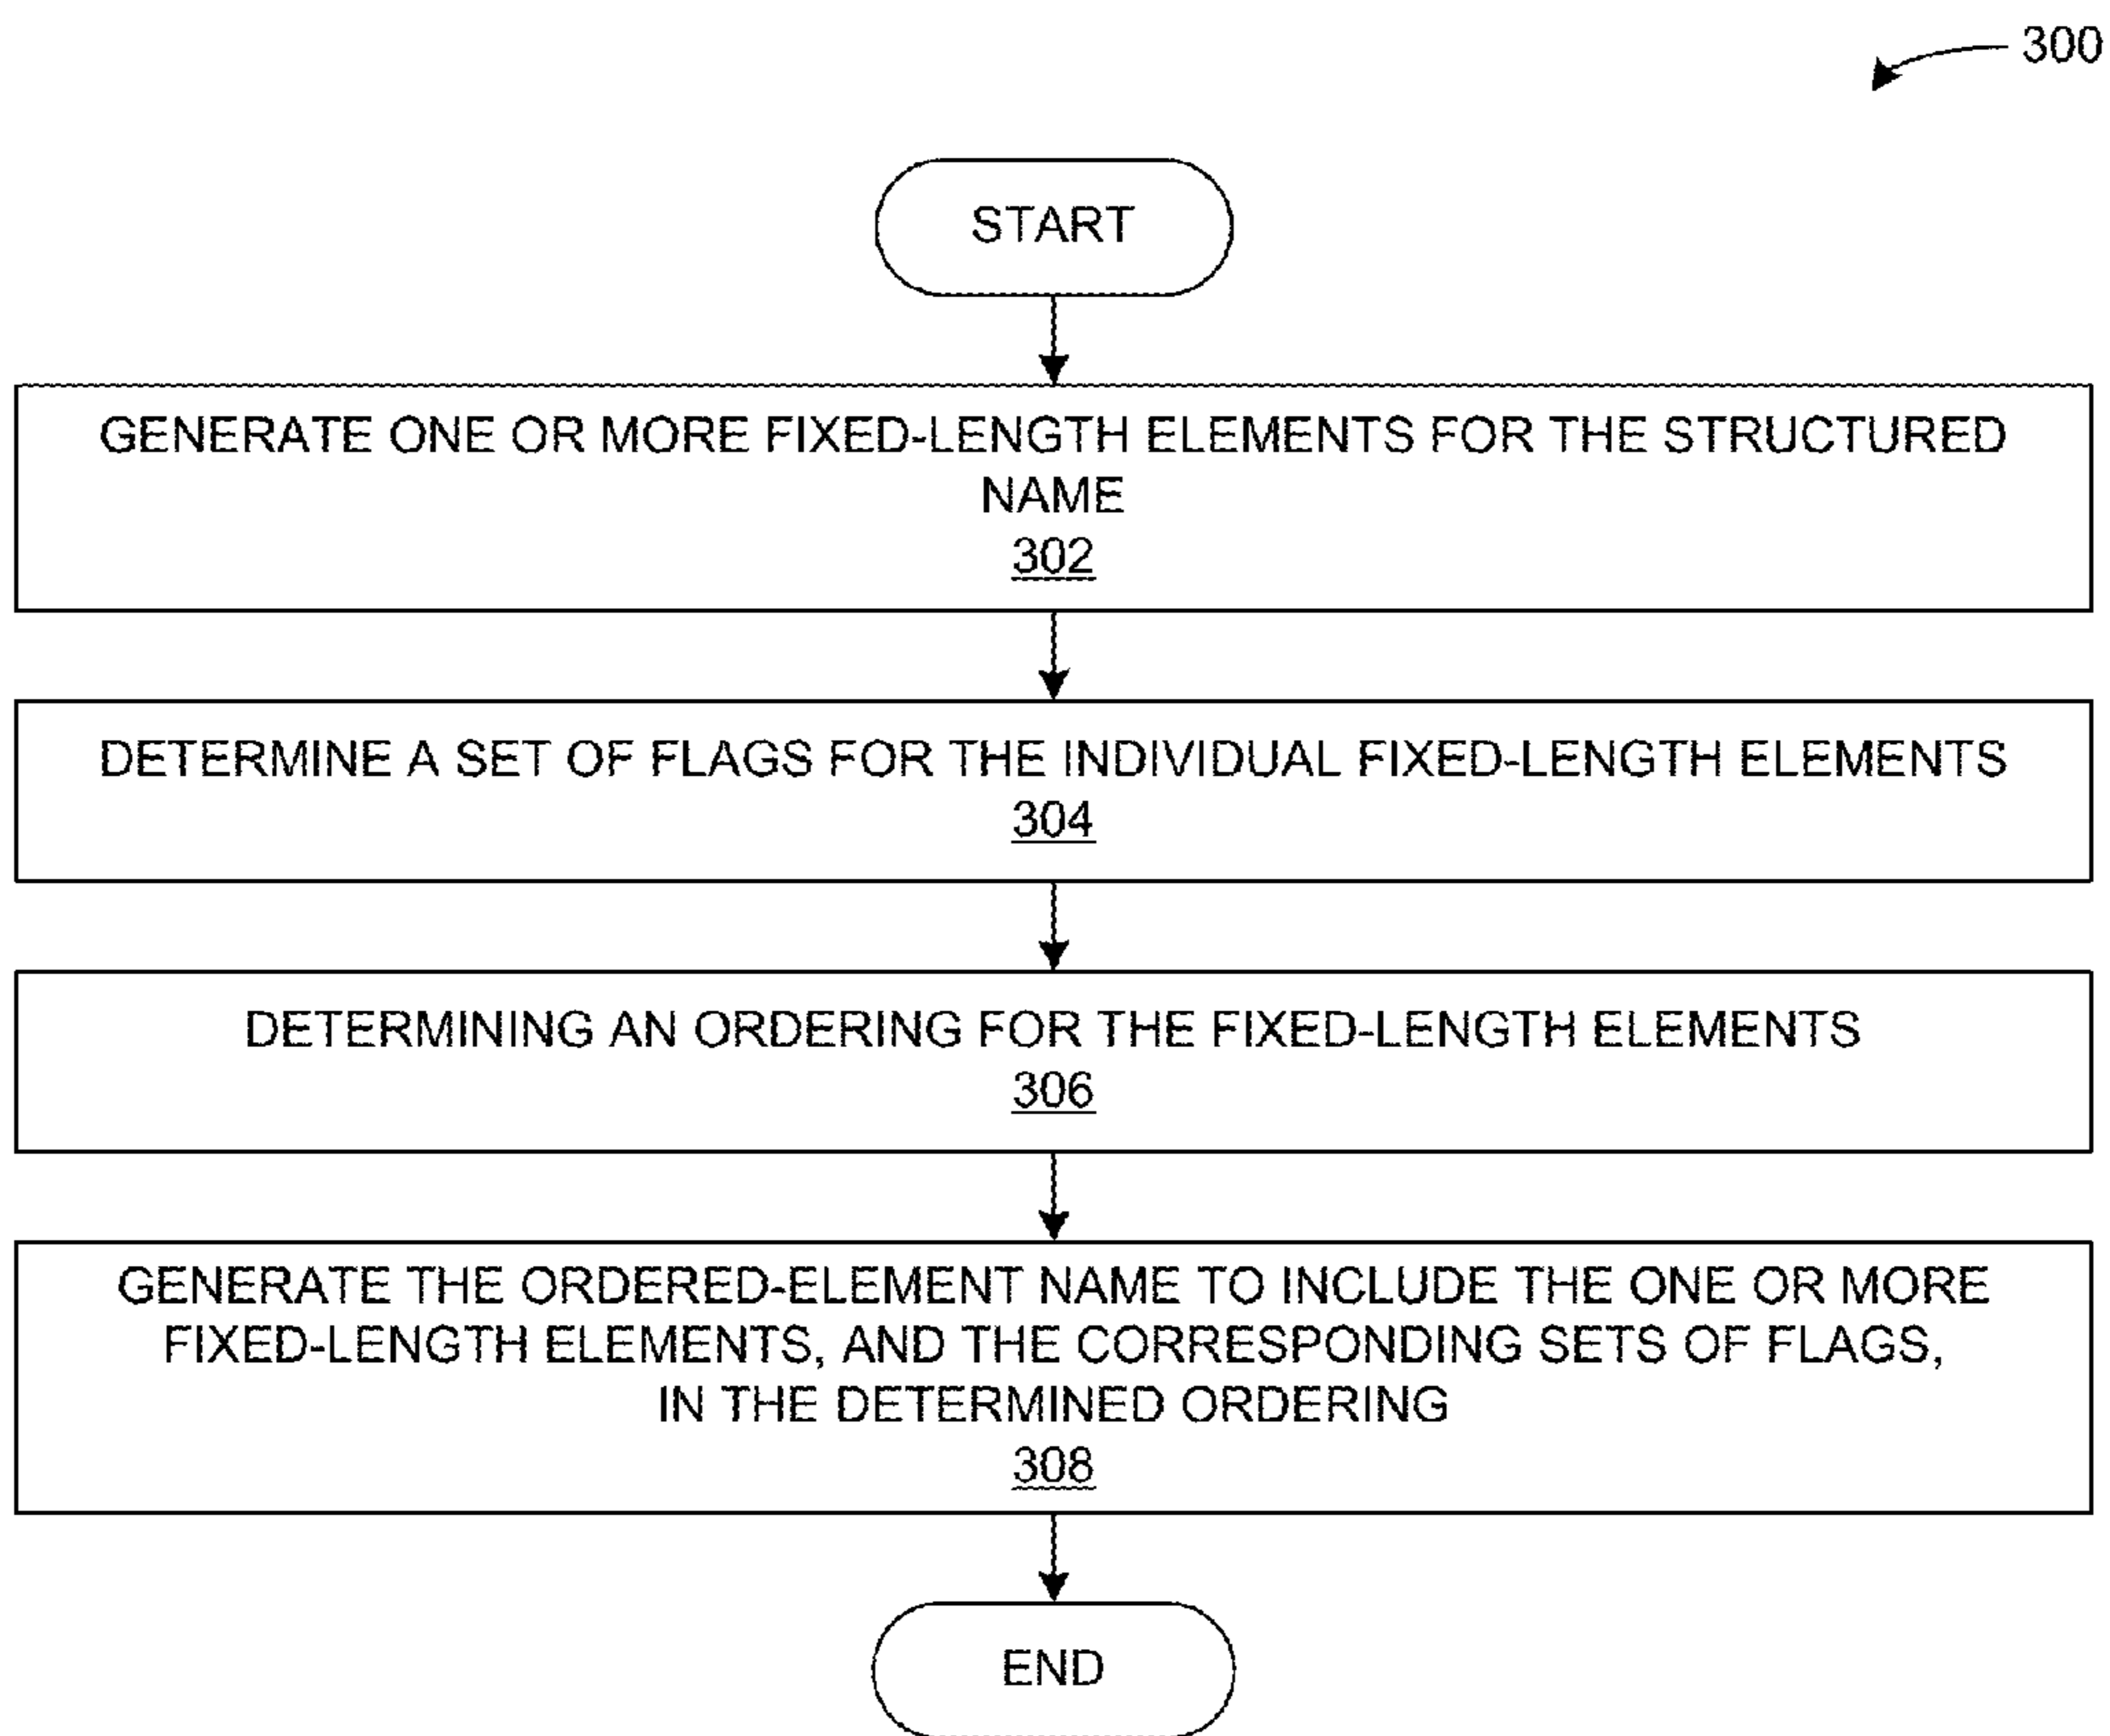 300
START
GENERATE ONE OR MORE FIXED-LENGTH ELEMENTS FOR THE STRUCTURED
NAME
302
DETERMINE A SET OF FLAGS FOR THE INDIVIDUAL FIXED-LENGTH ELEMENTS
304
DETERMINING AN ORDERING FOR THE FIXED-LENGTH ELEMENTS
306
GENERATE THE ORDERED-ELEMENT NAME TO INCLUDE THE ONE OR MORE
FIXED-LENGTH ELEMENTS, AND THE CORRESPONDING SETS OF FLAGS,
IN THE DETERMINED ORDERING
308
END